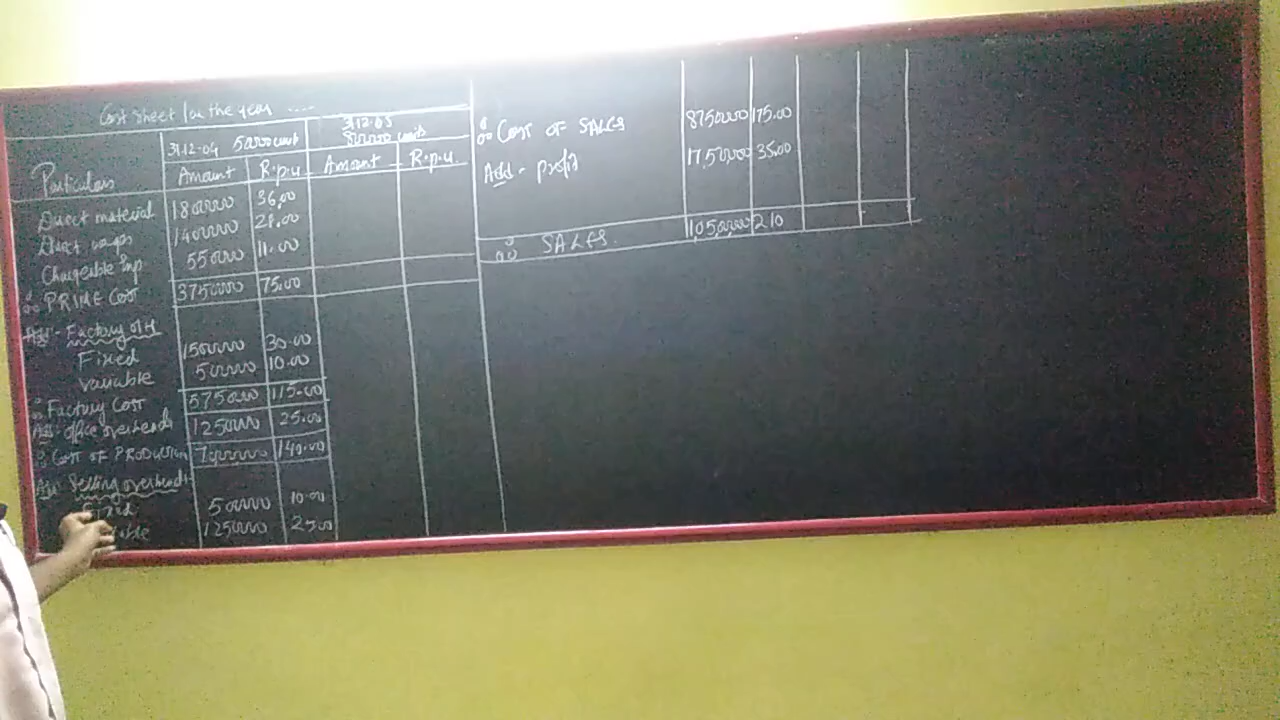 Cost Sheet for the year ....
31.12.04 50000 units 31.12.05 80000 units
Particulars Amount R.p.u. Amount R.p.u.
Direct material 1800000 36.00
Direct wages 1400000 28.00
Chargeable Exp 550000 11.00
∴ PRIME COST 3750000 75.00
Add:- Factory O/H
Fixed 1500000 30.00
Variable 500000 10.00
∴ Factory Cost 5750000 115.00
Add:- office overheads 1250000 25.00
∴ COST OF PRODUCTION 7000000 140.00
Add:- Selling overheads
Fixed 500000 10.00
1250000 25.00
∴ COST OF SALES 8750000 175.00
Add:- profit 1750000 35.00
∴ SALES. 10500000 210